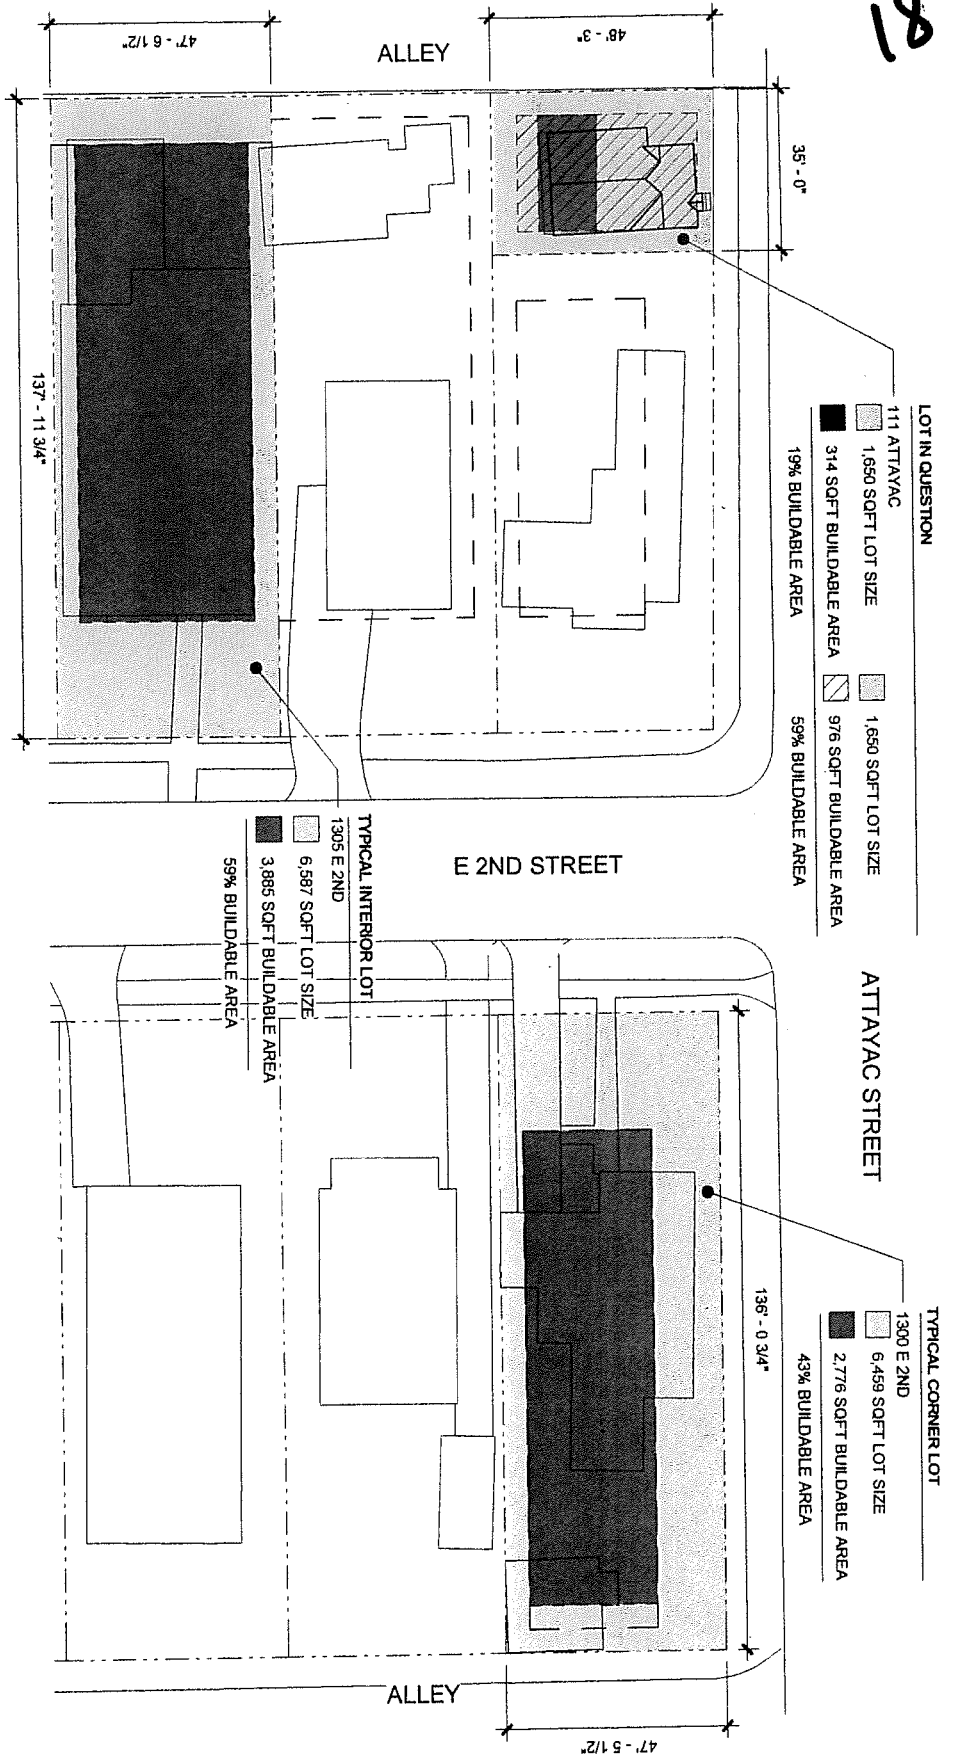 18
LOT IN QUESTION
111 ATTAYAC
1,650 SQFT LOT SIZE
314 SQFT BUILDABLE AREA
19% BUILDABLE AREA
1,650 SQFT LOT SIZE
976 SQFT BUILDABLE AREA
59% BUILDABLE AREA
ATTAYAC STREET
TYPICAL CORNER LOT
1300 E 2ND
6,459 SQFT LOT SIZE
2,776 SQFT BUILDABLE AREA
43% BUILDABLE AREA
35' - 0"
136' - 0 3/4"
48' - 3"
ALLEY
47' - 6 1/2"
E 2ND STREET
ALLEY
47' - 5 1/2"
TYPICAL INTERIOR LOT
1305 E 2ND
6,587 SQFT LOT SIZE
3,885 SQFT BUILDABLE AREA
59% BUILDABLE AREA
137' - 11 3/4"